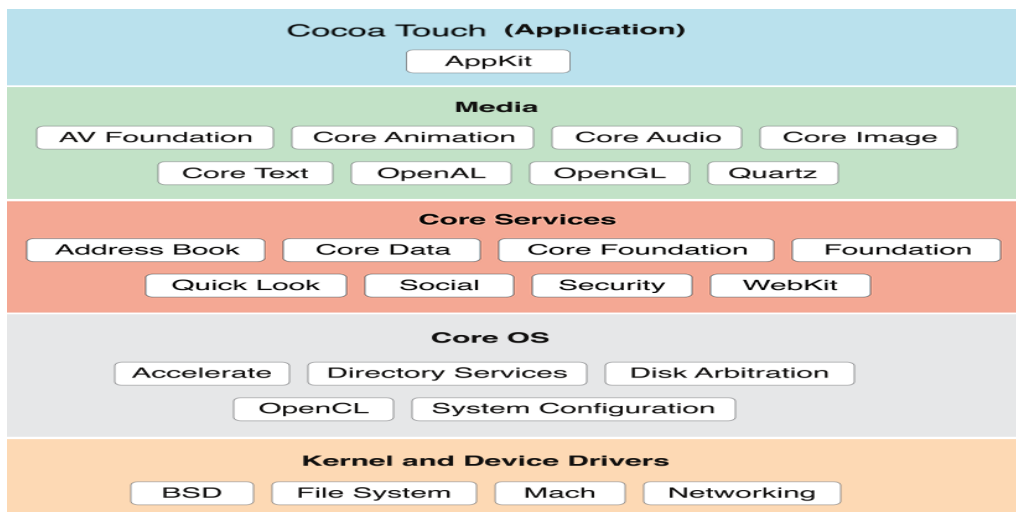 Cocoa Touch (Application)
AppKit
Media
AV Foundation Core Animation Core Audio Core Image
Core Text OpenAL OpenGL Quartz
Core Services
Address Book Core Data Core Foundation Foundation
Quick Look Social Security WebKit
Core OS
Accelerate Directory Services Disk Arbitration
OpenCL System Configuration
Kernel and Device Drivers
BSD File System Mach Networking